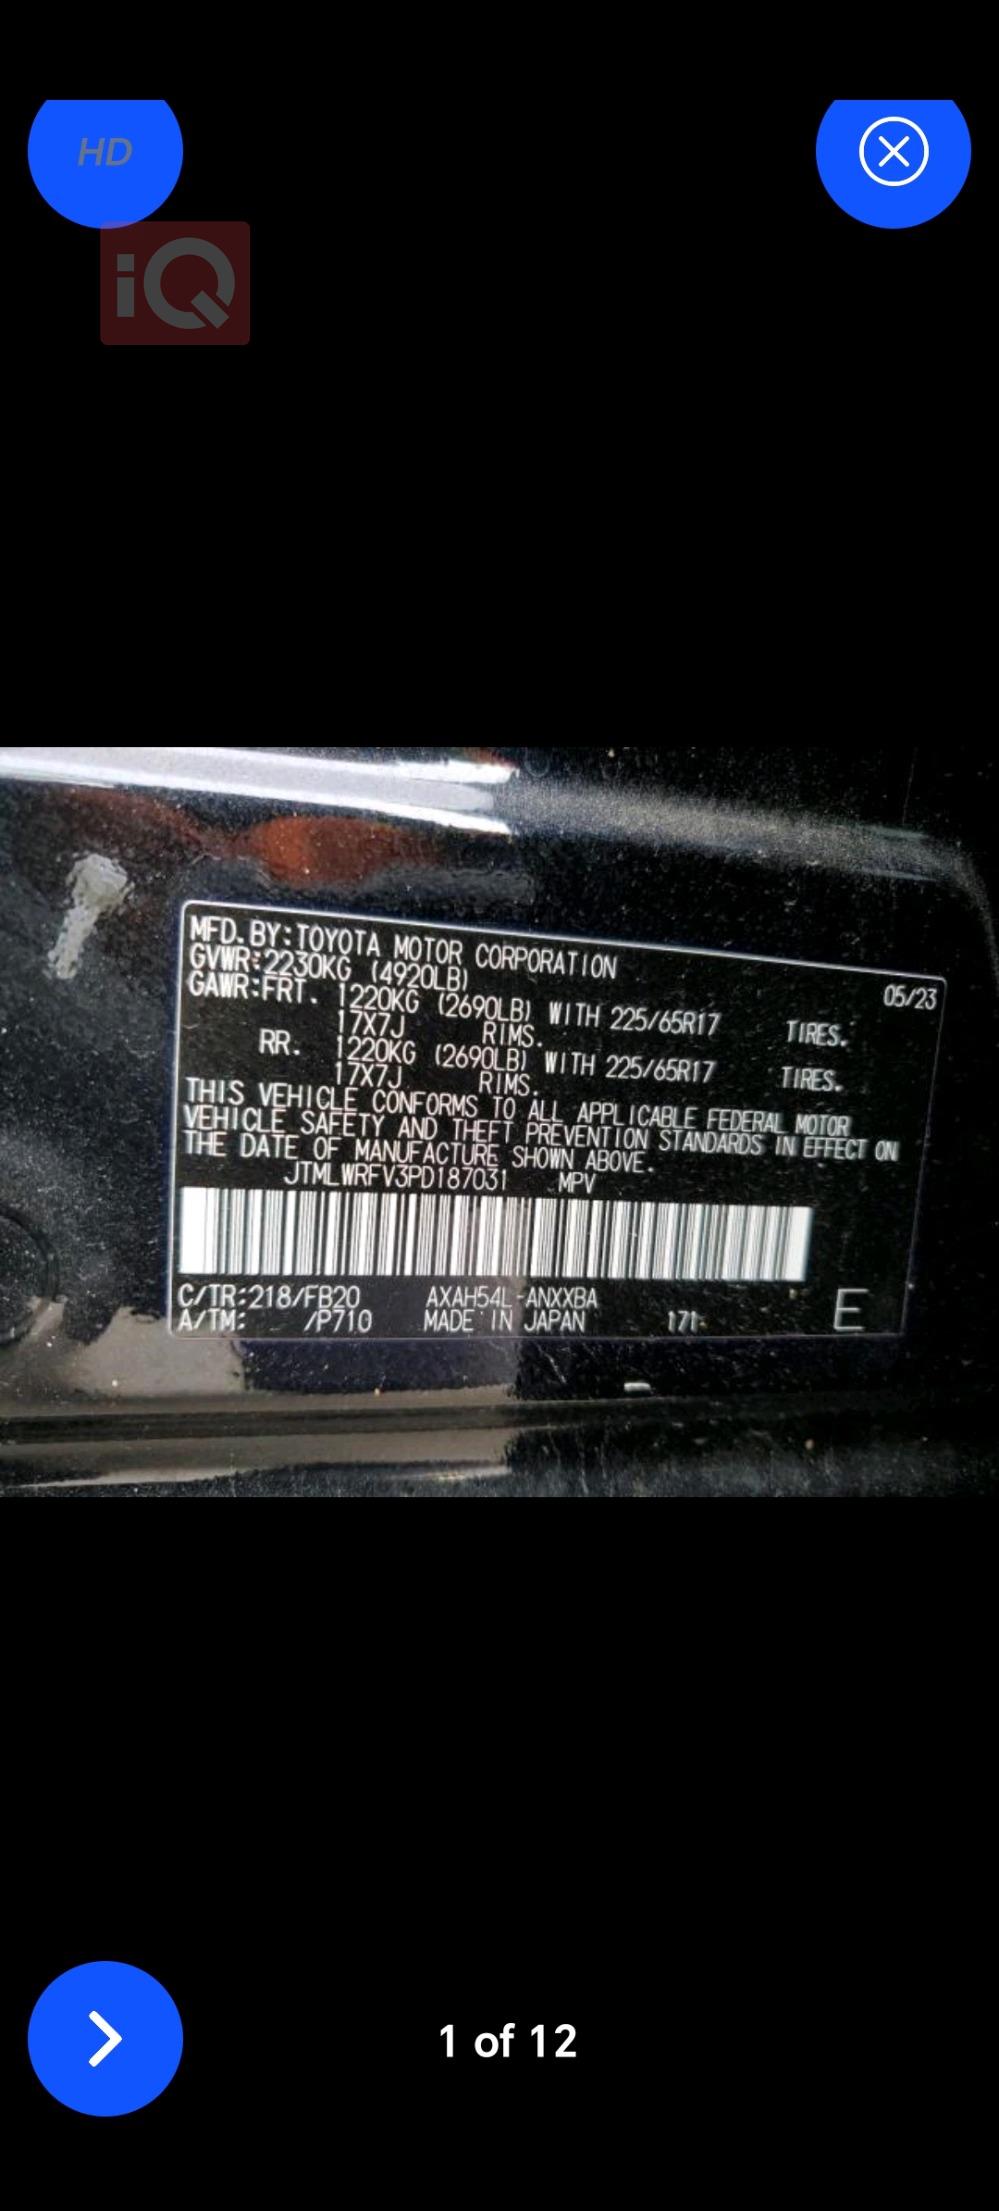 HD
iQ
MFD.BY:TOYOTA MOTOR CORPORATION
05/23
GVWR:2230KG (4920LB)
GAWR:FRT. 1220KG (2690LB) WITH 225/65R17 TIRES.
17X7J RIMS.
RR. 1220KG (2690LB) WITH 225/65R17 TIRES.
17X7J RIMS.
THIS VEHICLE CONFORMS TO ALL APPLICABLE FEDERAL MOTOR
VEHICLE SAFETY AND THEFT PREVENTION STANDARDS IN EFFECT ON
THE DATE OF MANUFACTURE SHOWN ABOVE.
JTMLWRFV3PD187031 MPV
C/TR:218/FB20 AXAH54L-ANXXBA
A/TM: /P710 MADE IN JAPAN 171
E
1 of 12